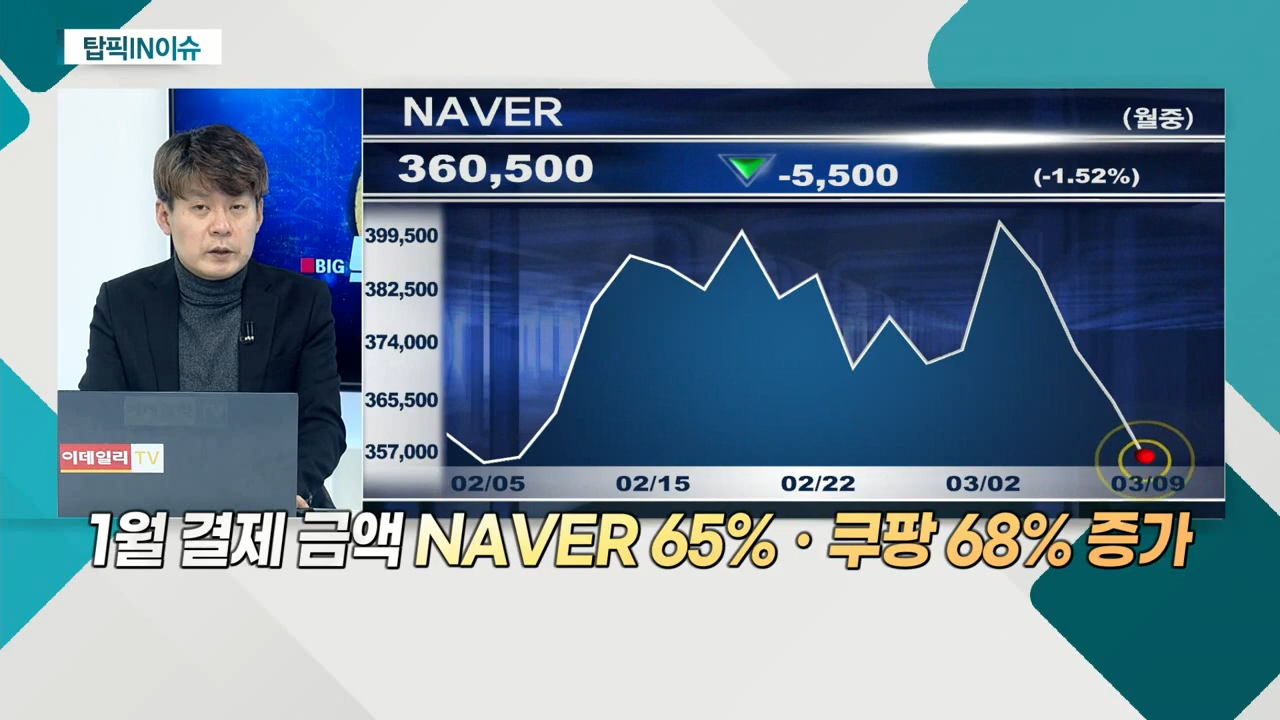 탑픽IN이슈
NAVER
(월중)
360,500 -5,500 (-1.52%)
BIG
399,500
382,500
374,000
365,500
357,000
02/05 02/15 02/22 03/02 03/09
이데일리 TV
1월 결제 금액 NAVER 65%·쿠팡 68% 증가